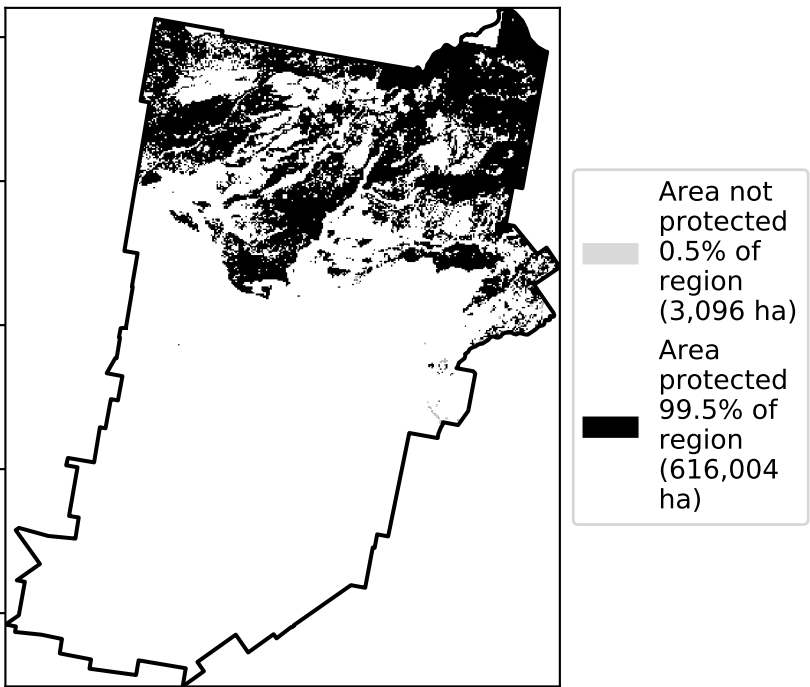 Area not
protected
0.5% of
region
(3,096 ha)
Area
protected
99.5% of
region
(616,004
ha)